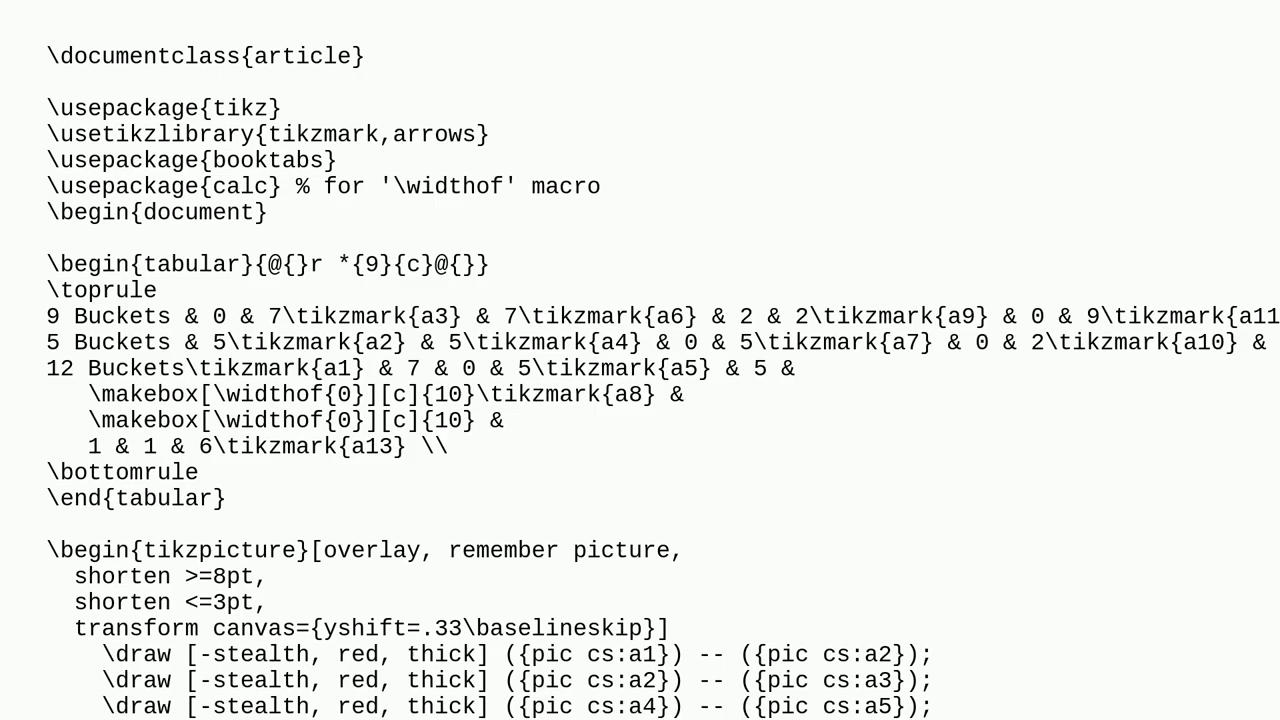 \documentclass{article}

\usepackage{tikz}
\usetikzlibrary{tikzmark,arrows}
\usepackage{booktabs}
\usepackage{calc} % for '\widthof' macro
\begin{document}

\begin{tabular}{@{}r *{9}{c}@{}}
\toprule
9 Buckets & 0 & 7\tikzmark{a3} & 7\tikzmark{a6} & 2 & 2\tikzmark{a9} & 0 & 9\tikzmark{a11
5 Buckets & 5\tikzmark{a2} & 5\tikzmark{a4} & 0 & 5\tikzmark{a7} & 0 & 2\tikzmark{a10} &
12 Buckets\tikzmark{a1} & 7 & 0 & 5\tikzmark{a5} & 5 &
   \makebox[\widthof{0}][c]{10}\tikzmark{a8} &
   \makebox[\widthof{0}][c]{10} &
   1 & 1 & 6\tikzmark{a13} \\
\bottomrule
\end{tabular}

\begin{tikzpicture}[overlay, remember picture,
  shorten >=8pt,
  shorten <=3pt,
  transform canvas={yshift=.33\baselineskip}]
    \draw [-stealth, red, thick] ({pic cs:a1}) -- ({pic cs:a2});
    \draw [-stealth, red, thick] ({pic cs:a2}) -- ({pic cs:a3});
    \draw [-stealth, red, thick] ({pic cs:a4}) -- ({pic cs:a5});